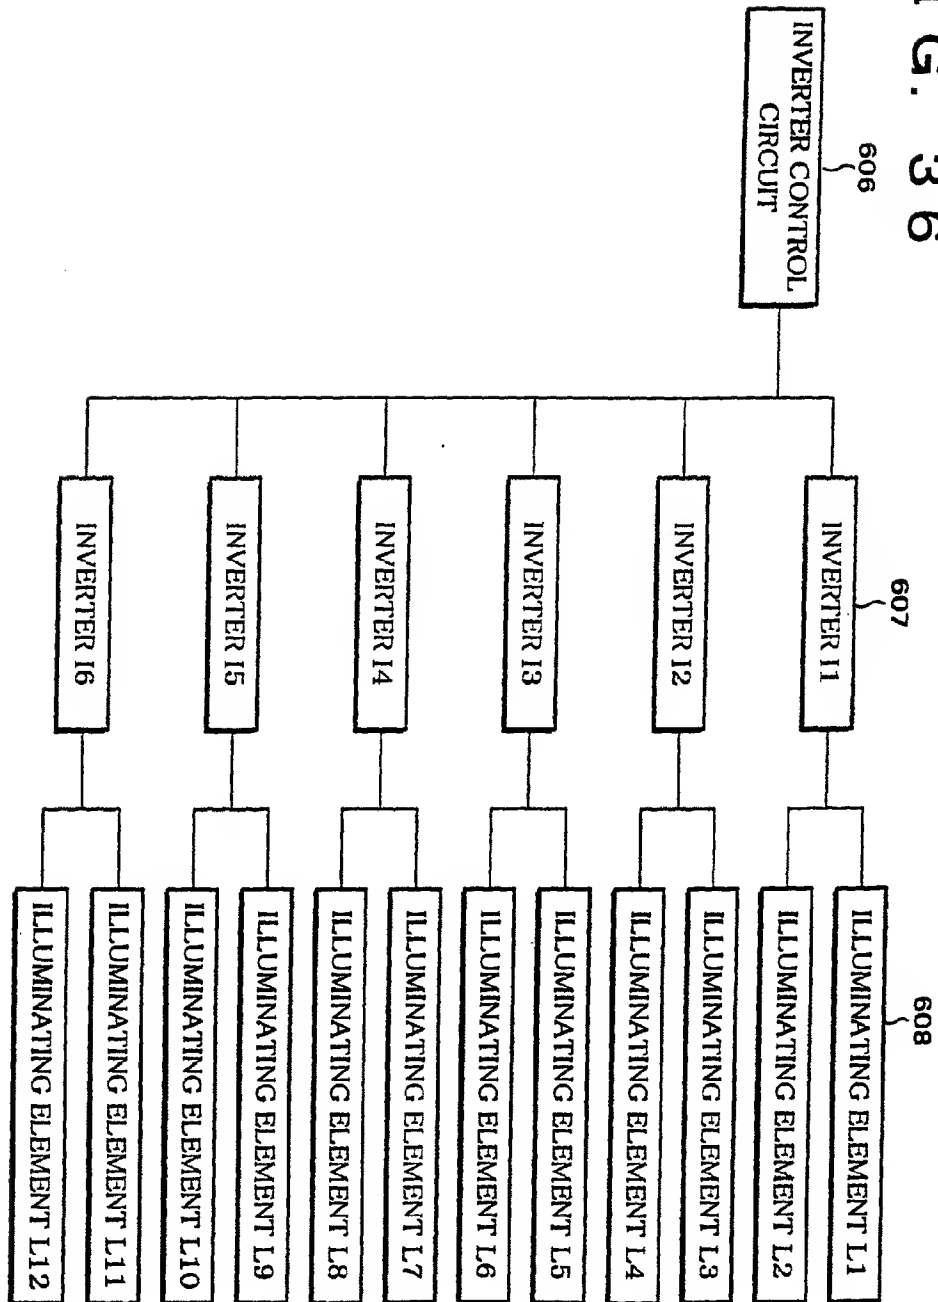 IG. 36
606
INVERTER CONTROL
CIRCUIT
607
INVERTER I1
INVERTER I2
INVERTER I3
INVERTER I4
INVERTER I5
INVERTER I6
608
ILLUMINATING ELEMENT L1
ILLUMINATING ELEMENT L2
ILLUMINATING ELEMENT L3
ILLUMINATING ELEMENT L4
ILLUMINATING ELEMENT L5
ILLUMINATING ELEMENT L6
ILLUMINATING ELEMENT L7
ILLUMINATING ELEMENT L8
ILLUMINATING ELEMENT L9
ILLUMINATING ELEMENT L10
ILLUMINATING ELEMENT L11
ILLUMINATING ELEMENT L12